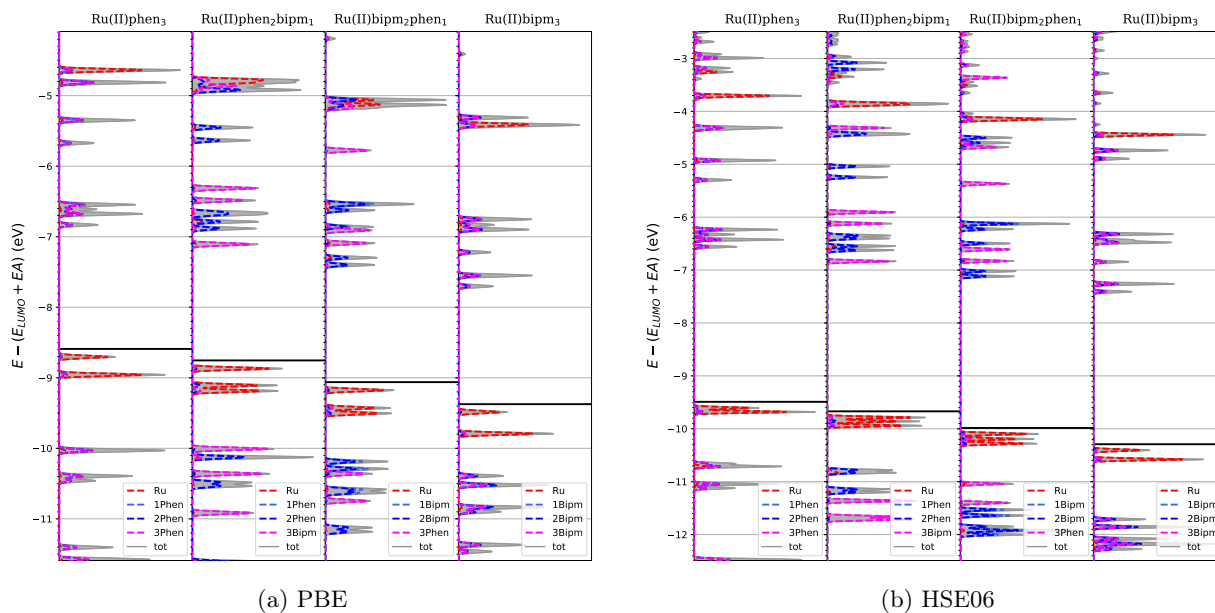 Ru(II)phen₃
Ru(II)phen₂bipm₁
Ru(II)bipm₂phen₁
Ru(II)bipm₃
E − (E_LUMO + EA) (eV)
−5
−6
−7
−8
−9
−10
−11
Ru
1Phen
2Phen
3Phen
tot
Ru
1Phen
2Phen
3Bipm
tot
Ru
1Bipm
2Bipm
3Phen
tot
Ru
1Bipm
2Bipm
3Bipm
tot
(a) PBE
Ru(II)phen₃
Ru(II)phen₂bipm₁
Ru(II)bipm₂phen₁
Ru(II)bipm₃
E − (E_LUMO + EA) (eV)
−3
−4
−5
−6
−7
−8
−9
−10
−11
−12
Ru
1Phen
2Phen
3Phen
tot
Ru
1Phen
2Phen
3Bipm
tot
Ru
1Bipm
2Bipm
3Phen
tot
Ru
1Bipm
2Bipm
3Bipm
tot
(b) HSE06